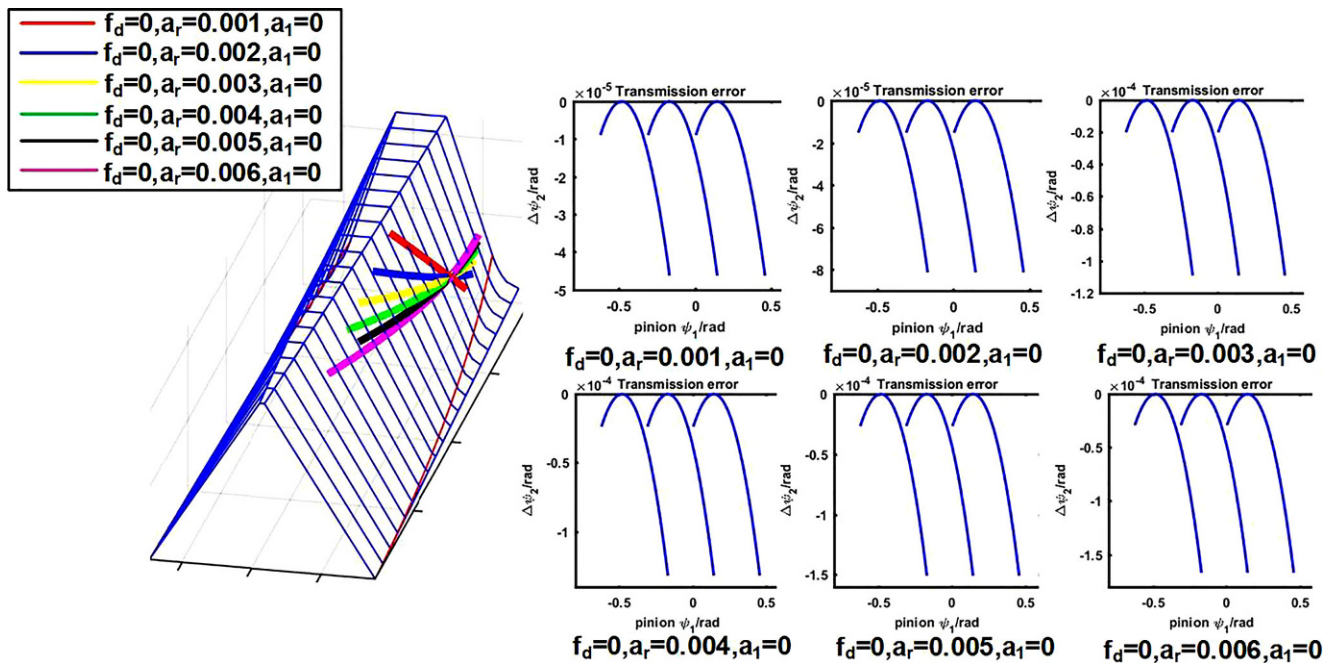 f_d=0,a_r=0.001,a_1=0
f_d=0,a_r=0.002,a_1=0
f_d=0,a_r=0.003,a_1=0
f_d=0,a_r=0.004,a_1=0
f_d=0,a_r=0.005,a_1=0
f_d=0,a_r=0.006,a_1=0
×10^-5 Transmission error
0
-1
-2
-3
-4
-5
Δψ_2/rad
-0.5 0 0.5
pinion ψ_1/rad
f_d=0,a_r=0.001,a_1=0
×10^-5 Transmission error
0
-2
-4
-6
-8
Δψ_2/rad
-0.5 0 0.5
pinion ψ_1/rad
f_d=0,a_r=0.002,a_1=0
×10^-4 Transmission error
0
-0.2
-0.4
-0.6
-0.8
-1
-1.2
Δψ_2/rad
-0.5 0 0.5
pinion ψ_1/rad
f_d=0,a_r=0.003,a_1=0
×10^-4 Transmission error
0
-0.5
-1
Δψ_2/rad
-0.5 0 0.5
pinion ψ_1/rad
f_d=0,a_r=0.004,a_1=0
×10^-4 Transmission error
0
-0.5
-1
-1.5
Δψ_2/rad
-0.5 0 0.5
pinion ψ_1/rad
f_d=0,a_r=0.005,a_1=0
×10^-4 Transmission error
0
-0.5
-1
-1.5
Δψ_2/rad
-0.5 0 0.5
pinion ψ_1/rad
f_d=0,a_r=0.006,a_1=0